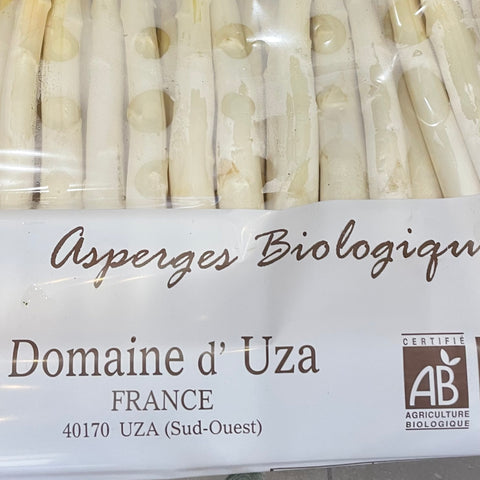 Asperges Biologiqu
Domaine d' Uza
FRANCE
40170 UZA (Sud-Ouest)
CERTIFIÉ
AB
AGRICULTURE
BIOLOGIQUE